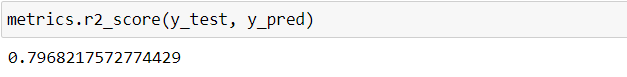 metrics.r2_score(y_test, y_pred)
0.7968217572774429